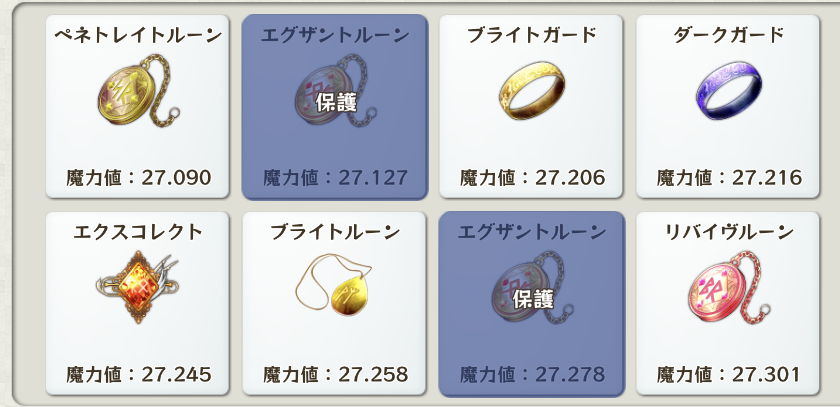 ペネトレイトルーン
魔力値：27.090
エグザントルーン
保護
魔力値：27.127
ブライトガード
魔力値：27.206
ダークガード
魔力値：27.216
エクスコレクト
魔力値：27.245
ブライトルーン
魔力値：27.258
エグザントルーン
保護
魔力値：27.278
リバイヴルーン
魔力値：27.301